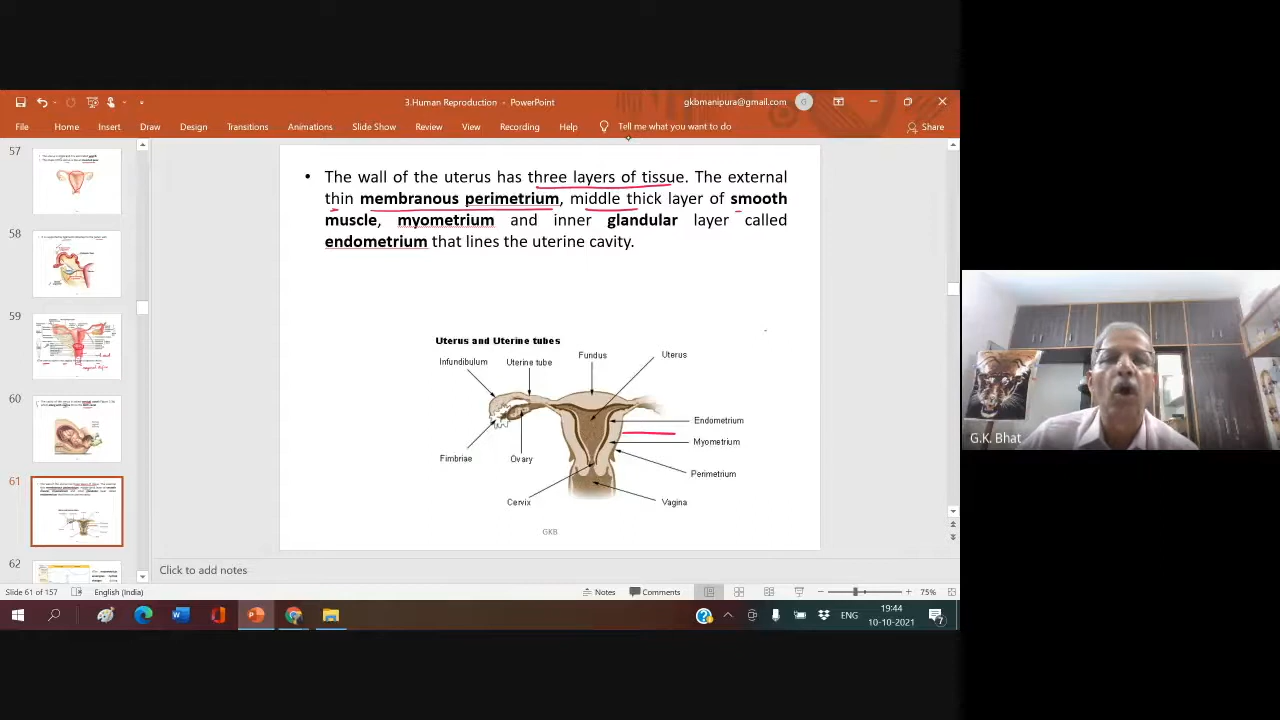 3.Human Reproduction - PowerPoint
gkbmanipura@gmail.com
G
File Home Insert Draw Design Transitions Animations Slide Show Review View Recording Help Tell me what you want to do Share
57
58
59
60
61
62
• The wall of the uterus has three layers of tissue. The external
thin membranous perimetrium, middle thick layer of smooth
muscle, myometrium and inner glandular layer called
endometrium that lines the uterine cavity.
Uterus and Uterine tubes
Infundibulum
Uterine tube
Fundus
Uterus
Endometrium
Myometrium
Perimetrium
Fimbriae
Ovary
Cervix
Vagina
GKB
Click to add notes
Slide 61 of 157 English (India) Notes Comments 75%
ENG
19:44
10-10-2021
7
G.K. Bhat